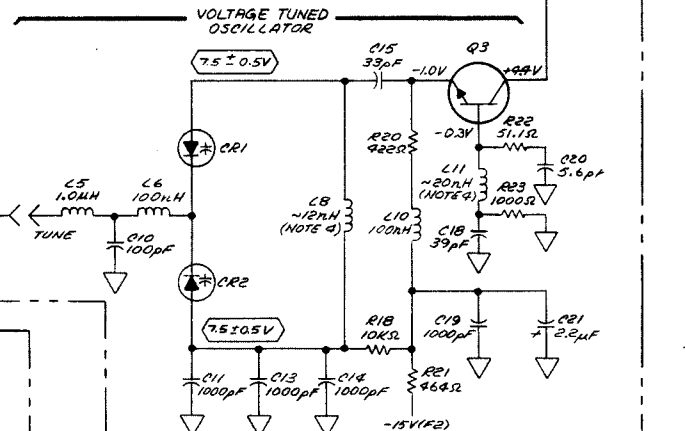 VOLTAGE TUNED
OSCILLATOR
7.5 ± 0.5V
C15
33pF
-1.0V
Q3
+4.4V
CR1
R20
422Ω
-0.3V
R22
51.1Ω
C20
5.6pF
L5
1.0μH
L6
100nH
TUNE
C10
100pF
L8
~12nH
(NOTE 4)
L10
100nH
L11
~20nH
(NOTE 4)
R23
1000Ω
C18
39pF
CR2
7.5 ±0.5V
R18
10KΩ
C19
1000pF
C21
2.2μF
+
C11
1000pF
C13
1000pF
C14
1000pF
R21
464Ω
-15V(F2)